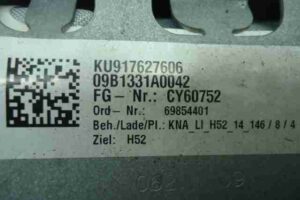 KU917627606
09B1331A0042
FG - Nr.: CY60752
Ord- Nr.: 69854401
Beh./Lade/Pl.: KNA_LI_H52_14_146 / 8 / 4
Ziel: H52